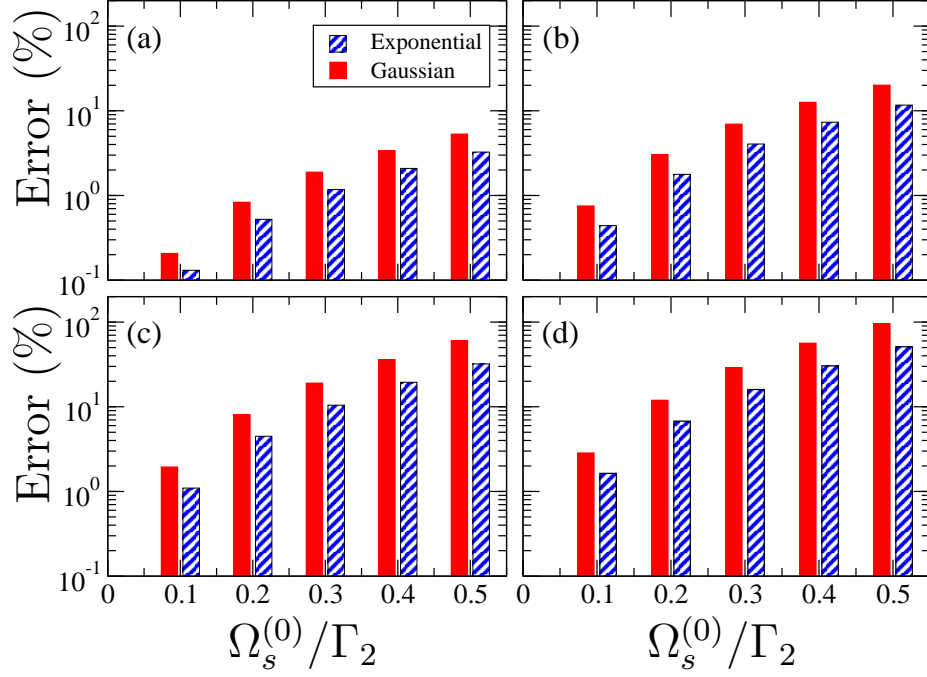 (a)
(b)
Exponential
Gaussian
Error (%)
10^2
10^1
10^0
10^-1
(c)
(d)
Error (%)
10^2
10^1
10^0
10^-1
0 0.1 0.2 0.3 0.4 0.5
0 0.1 0.2 0.3 0.4 0.5
Ω_s^(0)/Γ_2
Ω_s^(0)/Γ_2